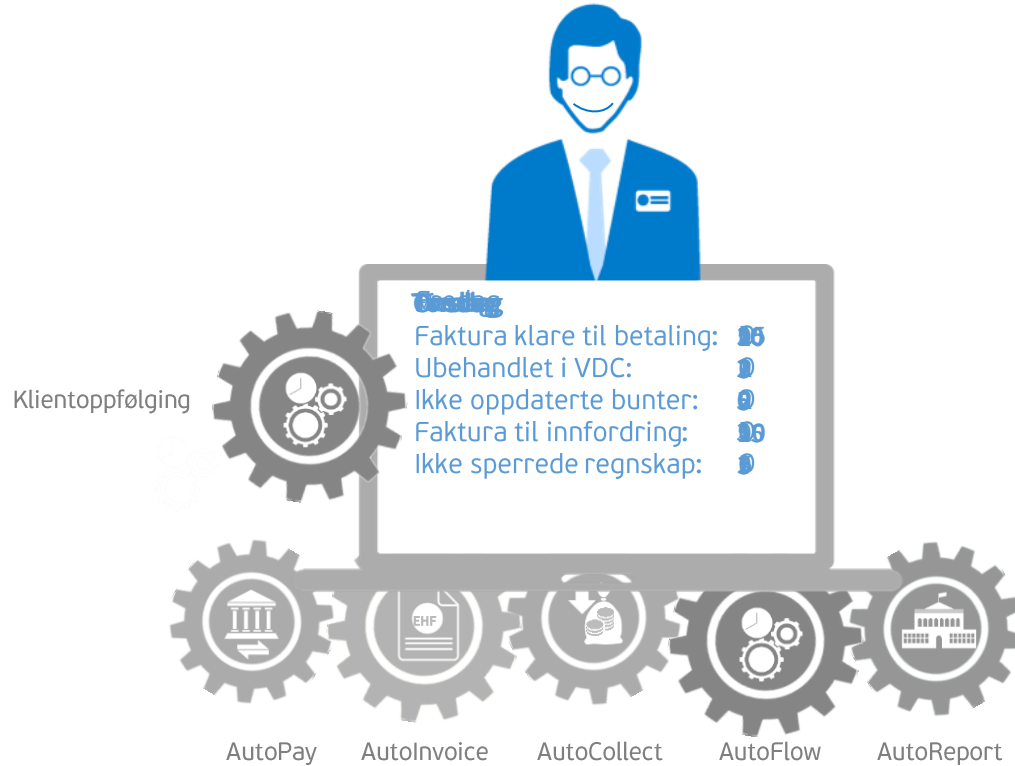 Faktura klare til betaling:
Ubehandlet i VDC:
Klientoppfølging
Ikke oppdaterte bunter:
Faktura til innfordring:
Ikke sperrede regnskap:
EHF
AutoPay
AutoInvoice
AutoCollect
AutoFlow
AutoReport